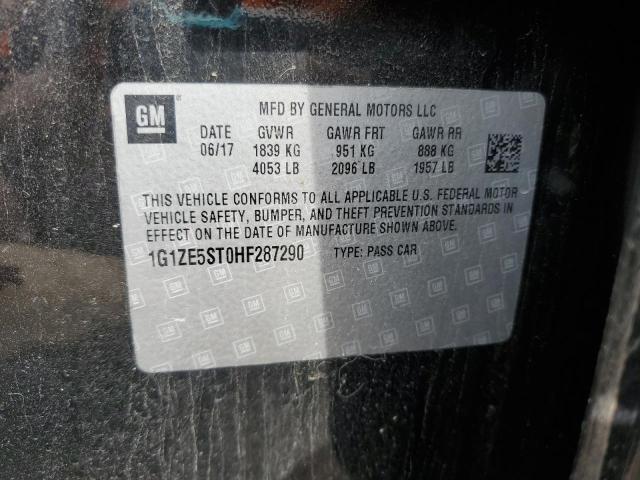 GM
®
MFD BY GENERAL MOTORS LLC
DATE GVWR GAWR FRT GAWR RR
06/17 1839 KG 951 KG 888 KG
4053 LB 2096 LB 1957 LB
THIS VEHICLE CONFORMS TO ALL APPLICABLE U.S. FEDERAL MOTOR
VEHICLE SAFETY, BUMPER, AND THEFT PREVENTION STANDARDS IN
EFFECT ON THE DATE OF MANUFACTURE SHOWN ABOVE.
1G1ZE5ST0HF287290 TYPE: PASS CAR